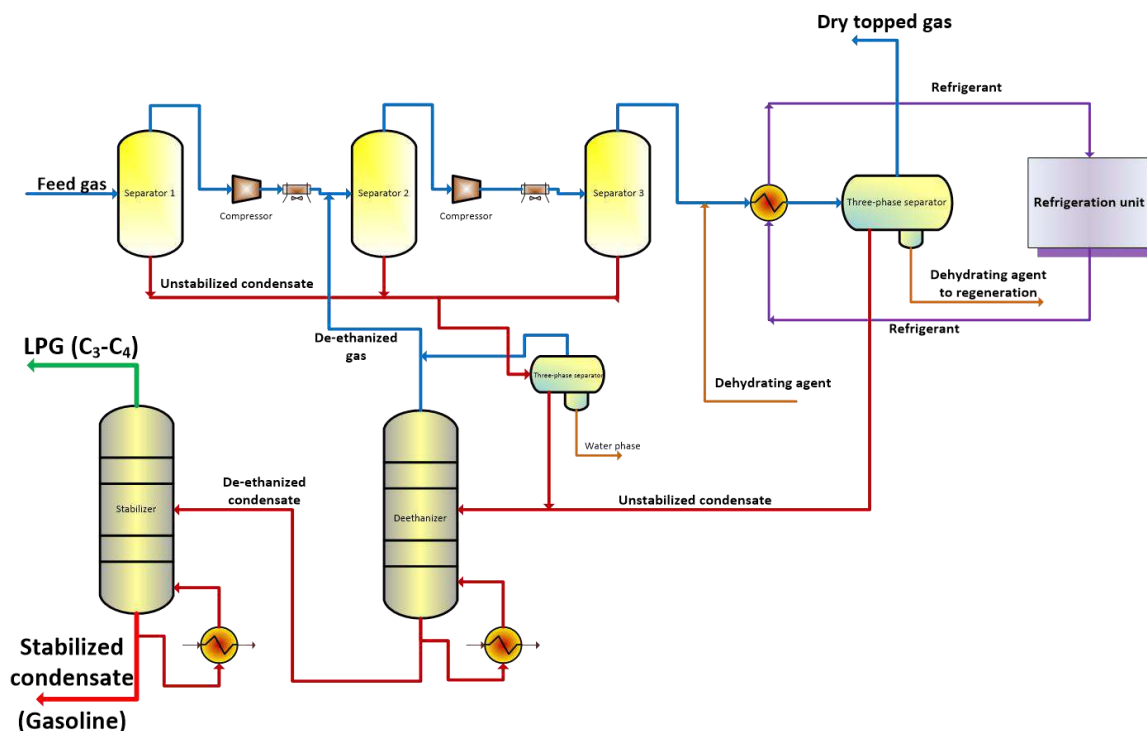 Dry topped gas
Refrigerant
Feed gas
Separator 1
Separator 2
Separator 3
Compressor
Compressor
Three-phase separator
Refrigeration unit
Unstabilized condensate
Dehydrating agent
to regeneration
Refrigerant
De-ethanized
gas
LPG (C₃-C₄)
Three-phase separator
Dehydrating agent
Water phase
De-ethanized
condensate
Unstabilized condensate
Stabilizer
Deethanizer
Stabilized
condensate
(Gasoline)